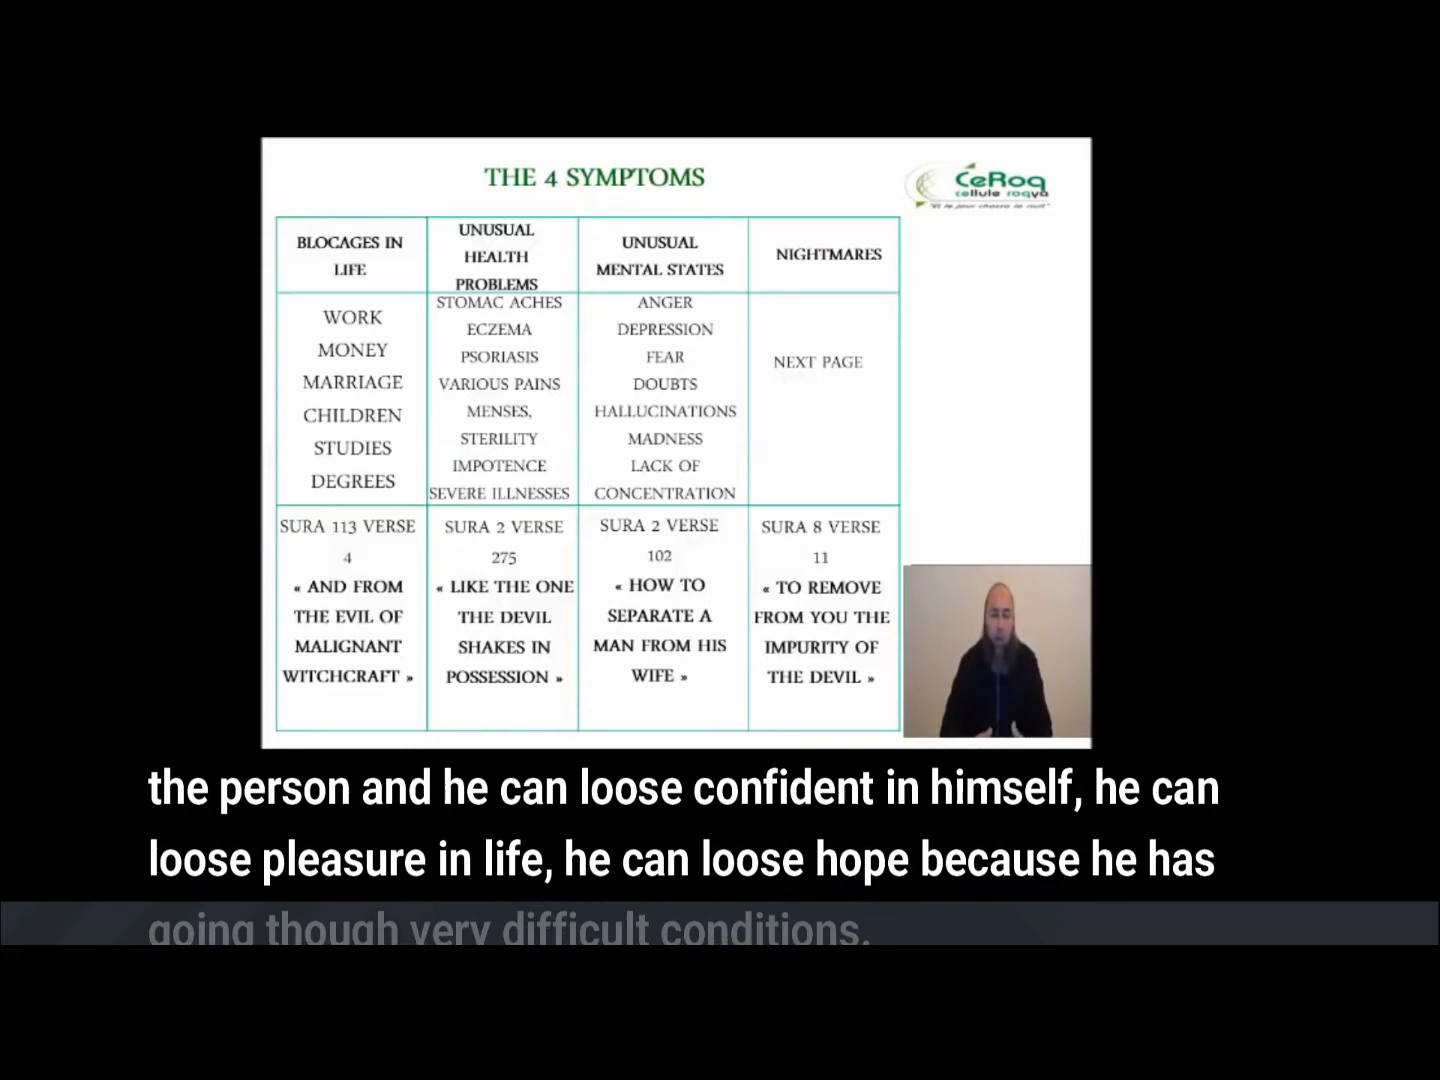 THE 4 SYMPTOMS
CeRoq
cellule roqya
BLOCAGES IN
LIFE
UNUSUAL
HEALTH
PROBLEMS
UNUSUAL
MENTAL STATES
NIGHTMARES
WORK
MONEY
MARRIAGE
CHILDREN
STUDIES
DEGREES
STOMAC ACHES
ECZEMA
PSORIASIS
VARIOUS PAINS
MENSES,
STERILITY
IMPOTENCE
SEVERE ILLNESSES
ANGER
DEPRESSION
FEAR
DOUBTS
HALLUCINATIONS
MADNESS
LACK OF
CONCENTRATION
NEXT PAGE
SURA 113 VERSE
4
« AND FROM
THE EVIL OF
MALIGNANT
WITCHCRAFT »
SURA 2 VERSE
275
« LIKE THE ONE
THE DEVIL
SHAKES IN
POSSESSION »
SURA 2 VERSE
102
« HOW TO
SEPARATE A
MAN FROM HIS
WIFE »
SURA 8 VERSE
11
« TO REMOVE
FROM YOU THE
IMPURITY OF
THE DEVIL »
the person and he can loose confident in himself, he can
loose pleasure in life, he can loose hope because he has
going though very difficult conditions.